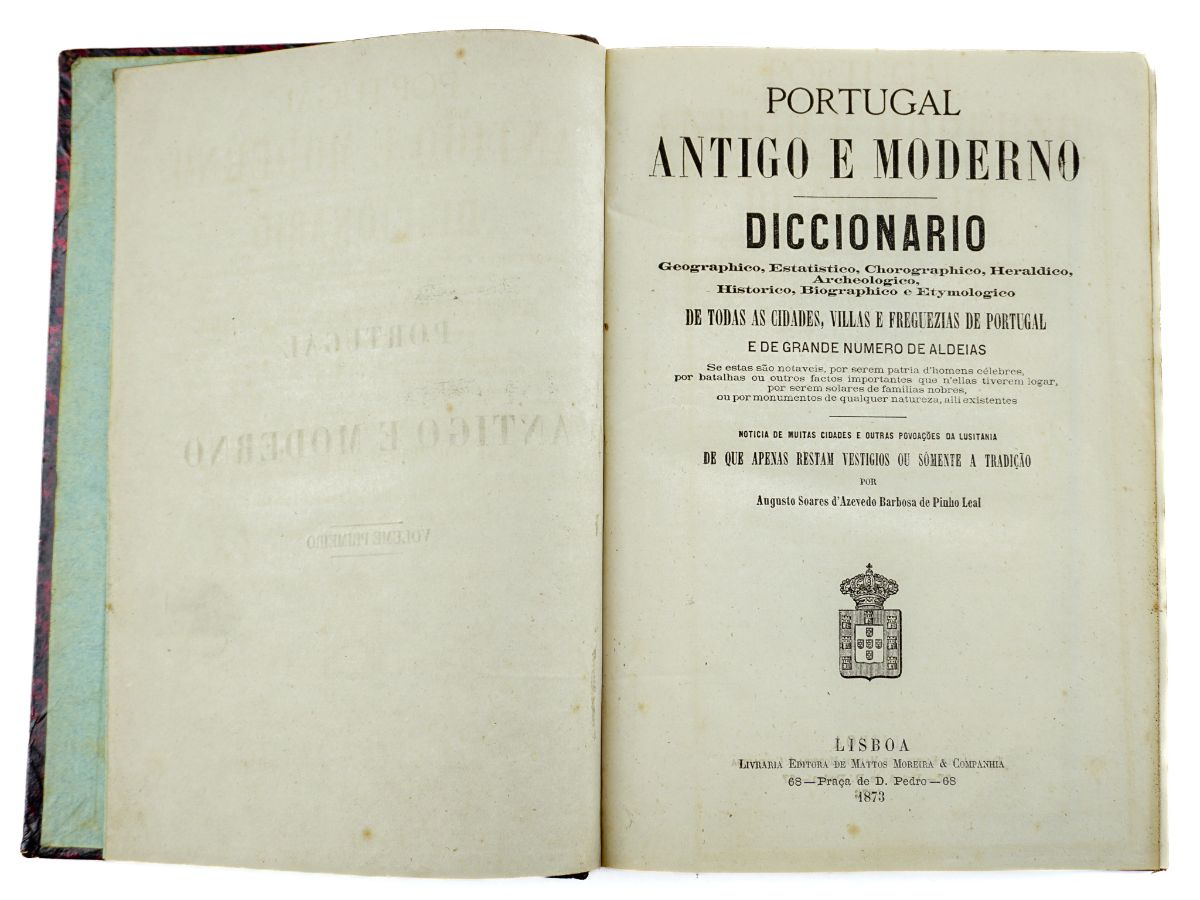 PORTUGAL
ANTIGO E MODERNO
VOLUME PRIMEIRO
PORTUGAL
ANTIGO E MODERNO
DICCIONARIO
Geographico, Estatistico, Chorographico, Heraldico,
Archeologico,
Historico, Biographico e Etymologico
DE TODAS AS CIDADES, VILLAS E FREGUEZIAS DE PORTUGAL
E DE GRANDE NUMERO DE ALDEIAS
Se estas são notaveis, por serem patria d'homens célebres,
por batalhas ou outros factos importantes que n'ellas tiverem logar,
por serem solares de familias nobres,
ou por monumentos de qualquer natureza, alli existentes
NOTICIA DE MUITAS CIDADES E OUTRAS POVOAÇÕES DA LUSITANIA
DE QUE APENAS RESTAM VESTIGIOS OU SÓMENTE A TRADIÇÃO
POR
Augusto Soares d'Azevedo Barbosa de Pinho Leal
LISBOA
LIVRARIA EDITORA DE MATTOS MOREIRA & COMPANHIA
68—Praça de D. Pedro—68
1873